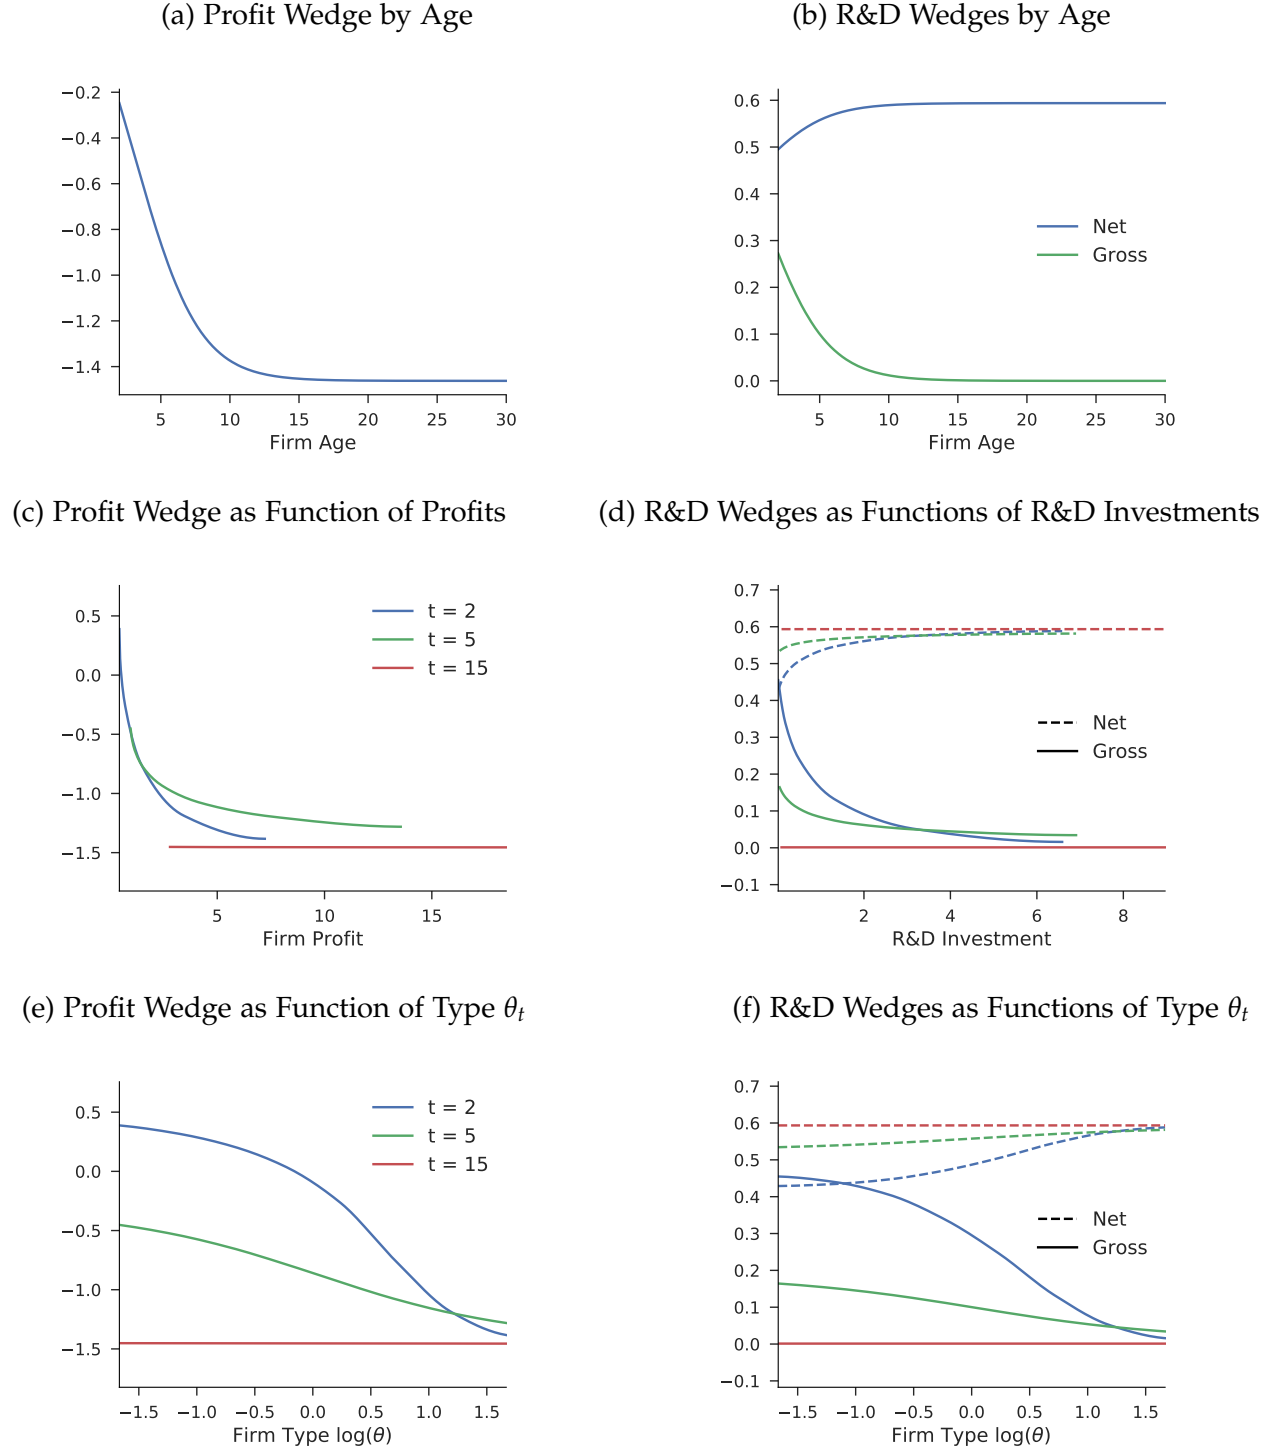 (a) Profit Wedge by Age
−0.2
−0.4
−0.6
−0.8
−1.0
−1.2
−1.4
5 10 15 20 25 30
Firm Age
(b) R&D Wedges by Age
0.6
0.5
0.4
0.3
0.2
0.1
0.0
Net
Gross
5 10 15 20 25 30
Firm Age
(c) Profit Wedge as Function of Profits
0.5
0.0
−0.5
−1.0
−1.5
t = 2
t = 5
t = 15
5 10 15
Firm Profit
(d) R&D Wedges as Functions of R&D Investments
0.7
0.6
0.5
0.4
0.3
0.2
0.1
0.0
−0.1
Net
Gross
2 4 6 8
R&D Investment
(e) Profit Wedge as Function of Type θt
0.5
0.0
−0.5
−1.0
−1.5
t = 2
t = 5
t = 15
−1.5 −1.0 −0.5 0.0 0.5 1.0 1.5
Firm Type log(θ)
(f) R&D Wedges as Functions of Type θt
0.7
0.6
0.5
0.4
0.3
0.2
0.1
0.0
−0.1
Net
Gross
−1.5 −1.0 −0.5 0.0 0.5 1.0 1.5
Firm Type log(θ)